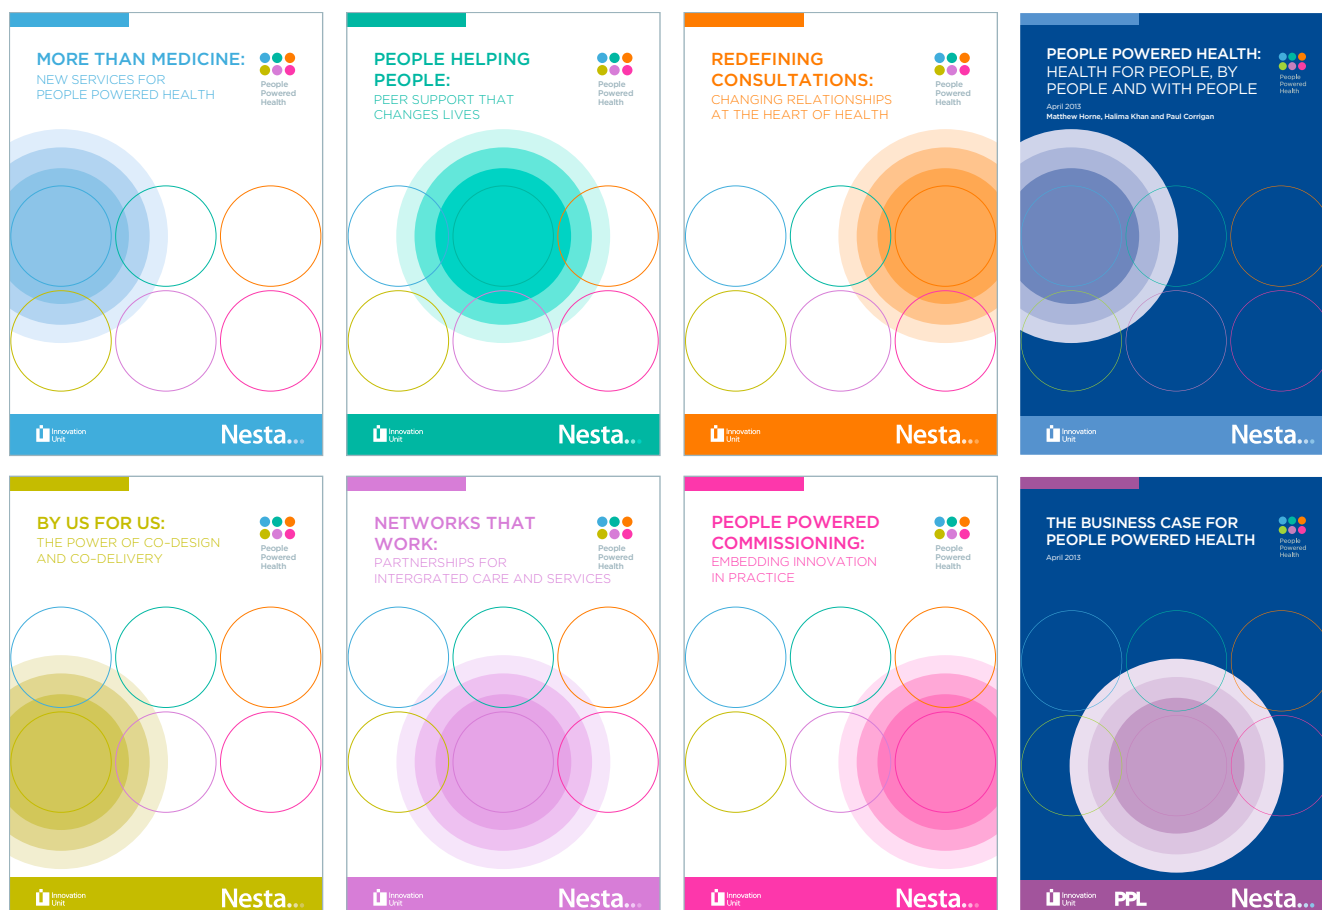 MORE THAN MEDICINE:
NEW SERVICES FOR
PEOPLE POWERED HEALTH
People
Powered
Health
Innovation
Unit
Nesta...
PEOPLE HELPING
PEOPLE:
PEER SUPPORT THAT
CHANGES LIVES
People
Powered
Health
Innovation
Unit
Nesta...
REDEFINING
CONSULTATIONS:
CHANGING RELATIONSHIPS
AT THE HEART OF HEALTH
People
Powered
Health
Innovation
Unit
Nesta...
PEOPLE POWERED HEALTH:
HEALTH FOR PEOPLE, BY
PEOPLE AND WITH PEOPLE
April 2013
Matthew Horne, Halima Khan and Paul Corrigan
People
Powered
Health
Innovation
Unit
Nesta...
BY US FOR US:
THE POWER OF CO–DESIGN
AND CO–DELIVERY
People
Powered
Health
Innovation
Unit
Nesta...
NETWORKS THAT
WORK:
PARTNERSHIPS FOR
INTERGRATED CARE AND SERVICES
People
Powered
Health
Innovation
Unit
Nesta...
PEOPLE POWERED
COMMISSIONING:
EMBEDDING INNOVATION
IN PRACTICE
People
Powered
Health
Innovation
Unit
Nesta...
THE BUSINESS CASE FOR
PEOPLE POWERED HEALTH
April 2013
People
Powered
Health
Innovation
Unit
PPL
Nesta...